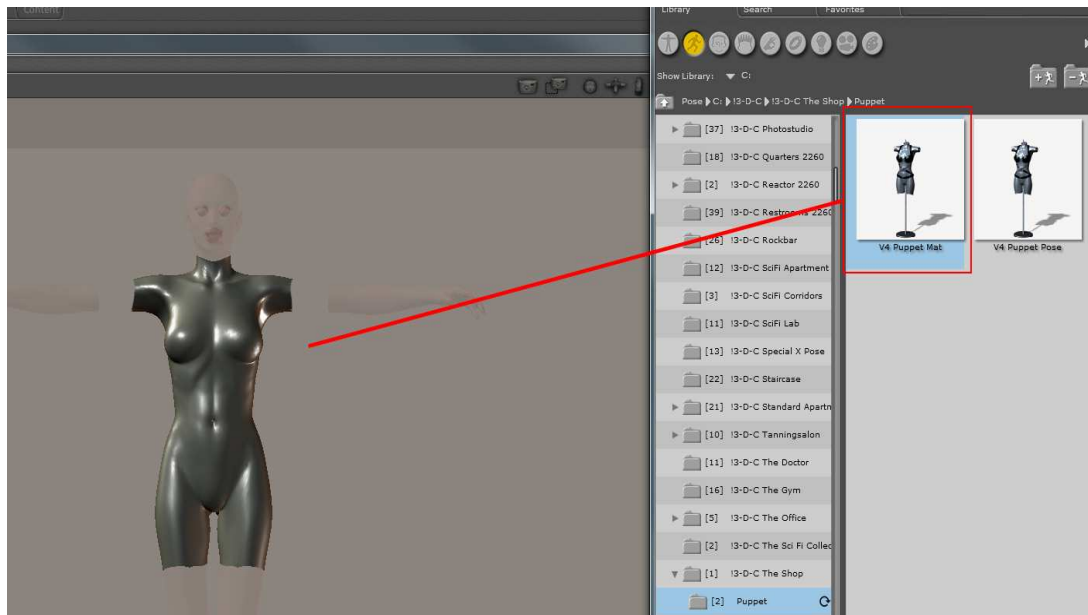 Content
Library Search Favorites
Show Library: C:
Pose C: !3-D-C !3-D-C The Shop Puppet
[37] !3-D-C Photostudio
[18] !3-D-C Quarters 2260
[2] !3-D-C Reactor 2260
[39] !3-D-C Restrooms 2260
[26] !3-D-C Rockbar
[12] !3-D-C SciFi Apartment
[3] !3-D-C SciFi Corridors
[11] !3-D-C SciFi Lab
[13] !3-D-C Special X Pose
[22] !3-D-C Staircase
[21] !3-D-C Standard Apartn
[10] !3-D-C Tanningsalon
[11] !3-D-C The Doctor
[16] !3-D-C The Gym
[5] !3-D-C The Office
[2] !3-D-C The Sci Fi Collec
[1] !3-D-C The Shop
[2] Puppet
V4 Puppet Mat V4 Puppet Pose